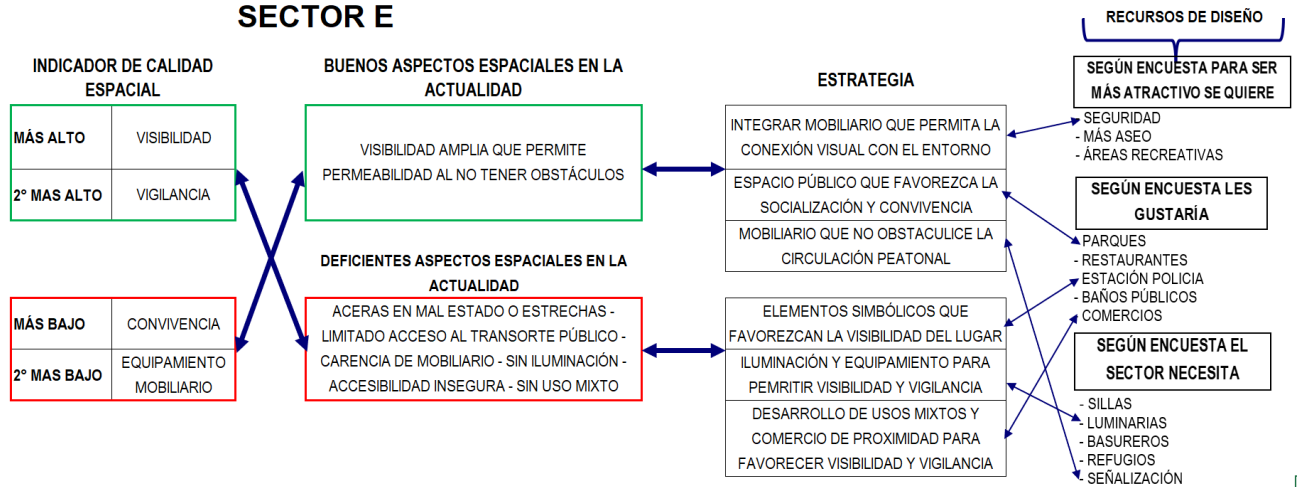 SECTOR E
INDICADOR DE CALIDAD
ESPACIAL
MÁS ALTO
VISIBILIDAD
2° MAS ALTO
VIGILANCIA
MÁS BAJO
CONVIVENCIA
2° MAS BAJO
EQUIPAMIENTO
MOBILIARIO
BUENOS ASPECTOS ESPACIALES EN LA
ACTUALIDAD
VISIBILIDAD AMPLIA QUE PERMITE
PERMEABILIDAD AL NO TENER OBSTÁCULOS
DEFICIENTES ASPECTOS ESPACIALES EN LA
ACTUALIDAD
ACERAS EN MAL ESTADO O ESTRECHAS -
LIMITADO ACCESO AL TRANSORTE PÚBLICO -
CARENCIA DE MOBILIARIO - SIN ILUMINACIÓN -
ACCESIBILIDAD INSEGURA - SIN USO MIXTO
ESTRATEGIA
INTEGRAR MOBILIARIO QUE PERMITA LA
CONEXIÓN VISUAL CON EL ENTORNO
ESPACIO PÚBLICO QUE FAVOREZCA LA
SOCIALIZACIÓN Y CONVIVENCIA
MOBILIARIO QUE NO OBSTACULICE LA
CIRCULACIÓN PEATONAL
ELEMENTOS SIMBÓLICOS QUE
FAVOREZCAN LA VISIBILIDAD DEL LUGAR
ILUMINACIÓN Y EQUIPAMIENTO PARA
PEMRITIR VISIBILIDAD Y VIGILANCIA
DESARROLLO DE USOS MIXTOS Y
COMERCIO DE PROXIMIDAD PARA
FAVORECER VISIBILIDAD Y VIGILANCIA
RECURSOS DE DISEÑO
SEGÚN ENCUESTA PARA SER
MÁS ATRACTIVO SE QUIERE
- SEGURIDAD
- MÁS ASEO
- ÁREAS RECREATIVAS
SEGÚN ENCUESTA LES
GUSTARÍA
- PARQUES
- RESTAURANTES
- ESTACIÓN POLICIA
- BAÑOS PÚBLICOS
- COMERCIOS
SEGÚN ENCUESTA EL
SECTOR NECESITA
- SILLAS
- LUMINARIAS
- BASUREROS
- REFUGIOS
- SEÑALIZACIÓN